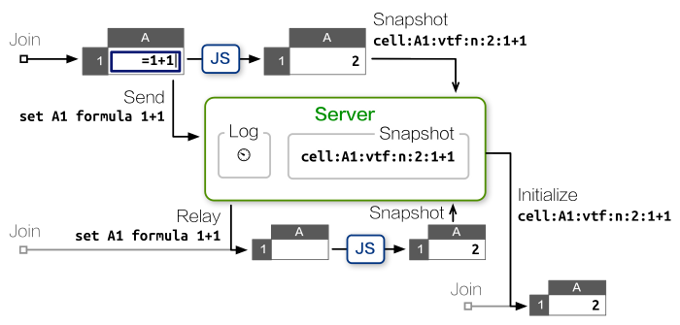 Join
A
1 =1+1
JS
A
1 2
Snapshot
cell:A1:vtf:n:2:1+1
Send
set A1 formula 1+1
Server
Log
Snapshot
cell:A1:vtf:n:2:1+1
Initialize
cell:A1:vtf:n:2:1+1
Join
Relay
set A1 formula 1+1
A
1
JS
Snapshot
A
1 2
Join
A
1 2